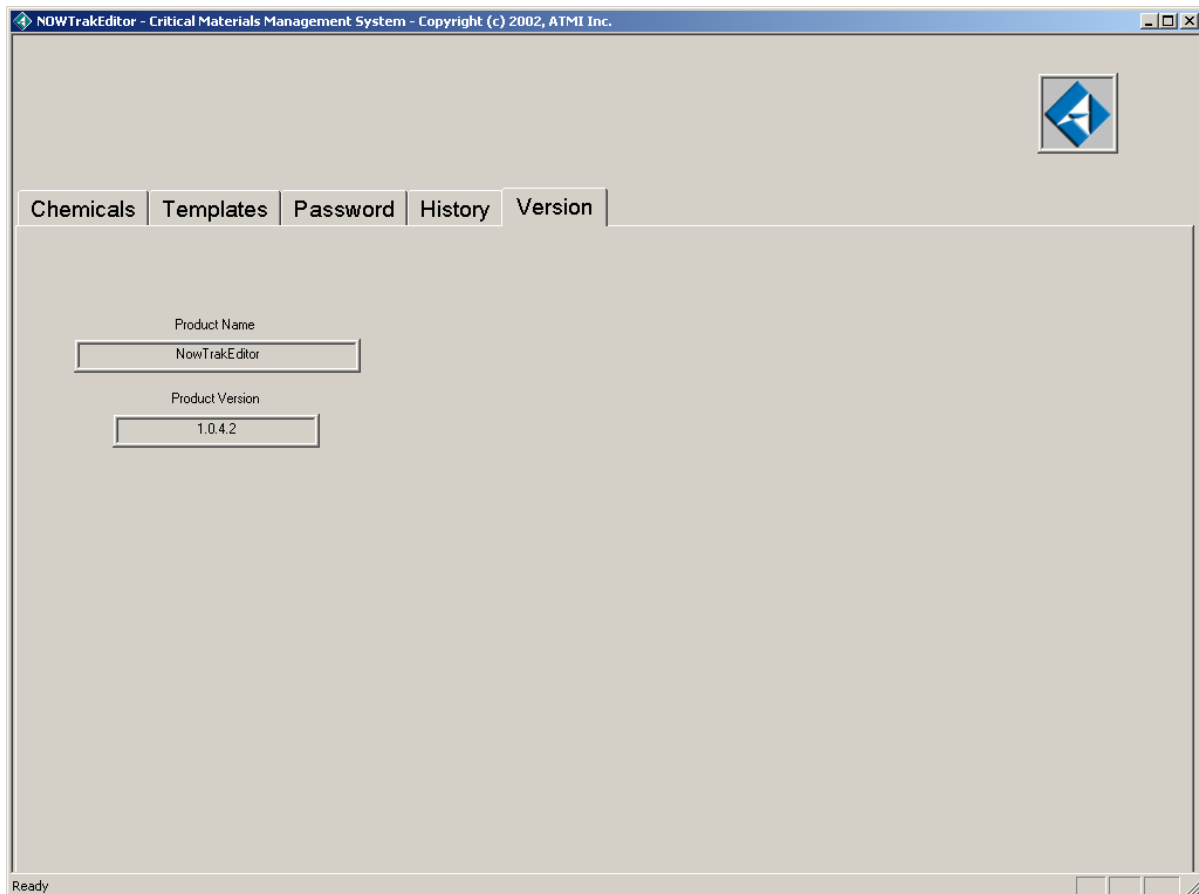 NOWTrakEditor - Critical Materials Management System - Copyright (c) 2002, ATMI Inc.
Chemicals Templates Password History Version
Product Name
NowTrakEditor
Product Version
1.0.4.2
Ready